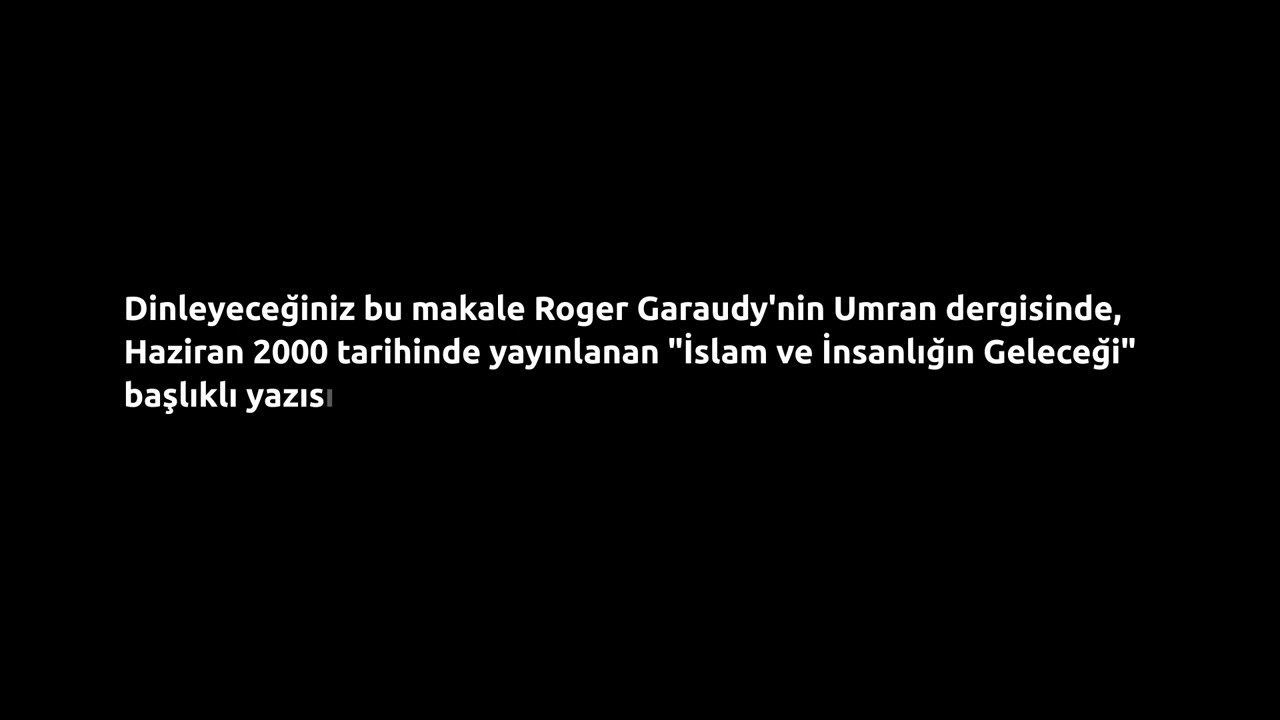 Dinleyeceğiniz bu makale Roger Garaudy'nin Umran dergisinde,
Haziran 2000 tarihinde yayınlanan "İslam ve İnsanlığın Geleceği"
başlıklı yazısı